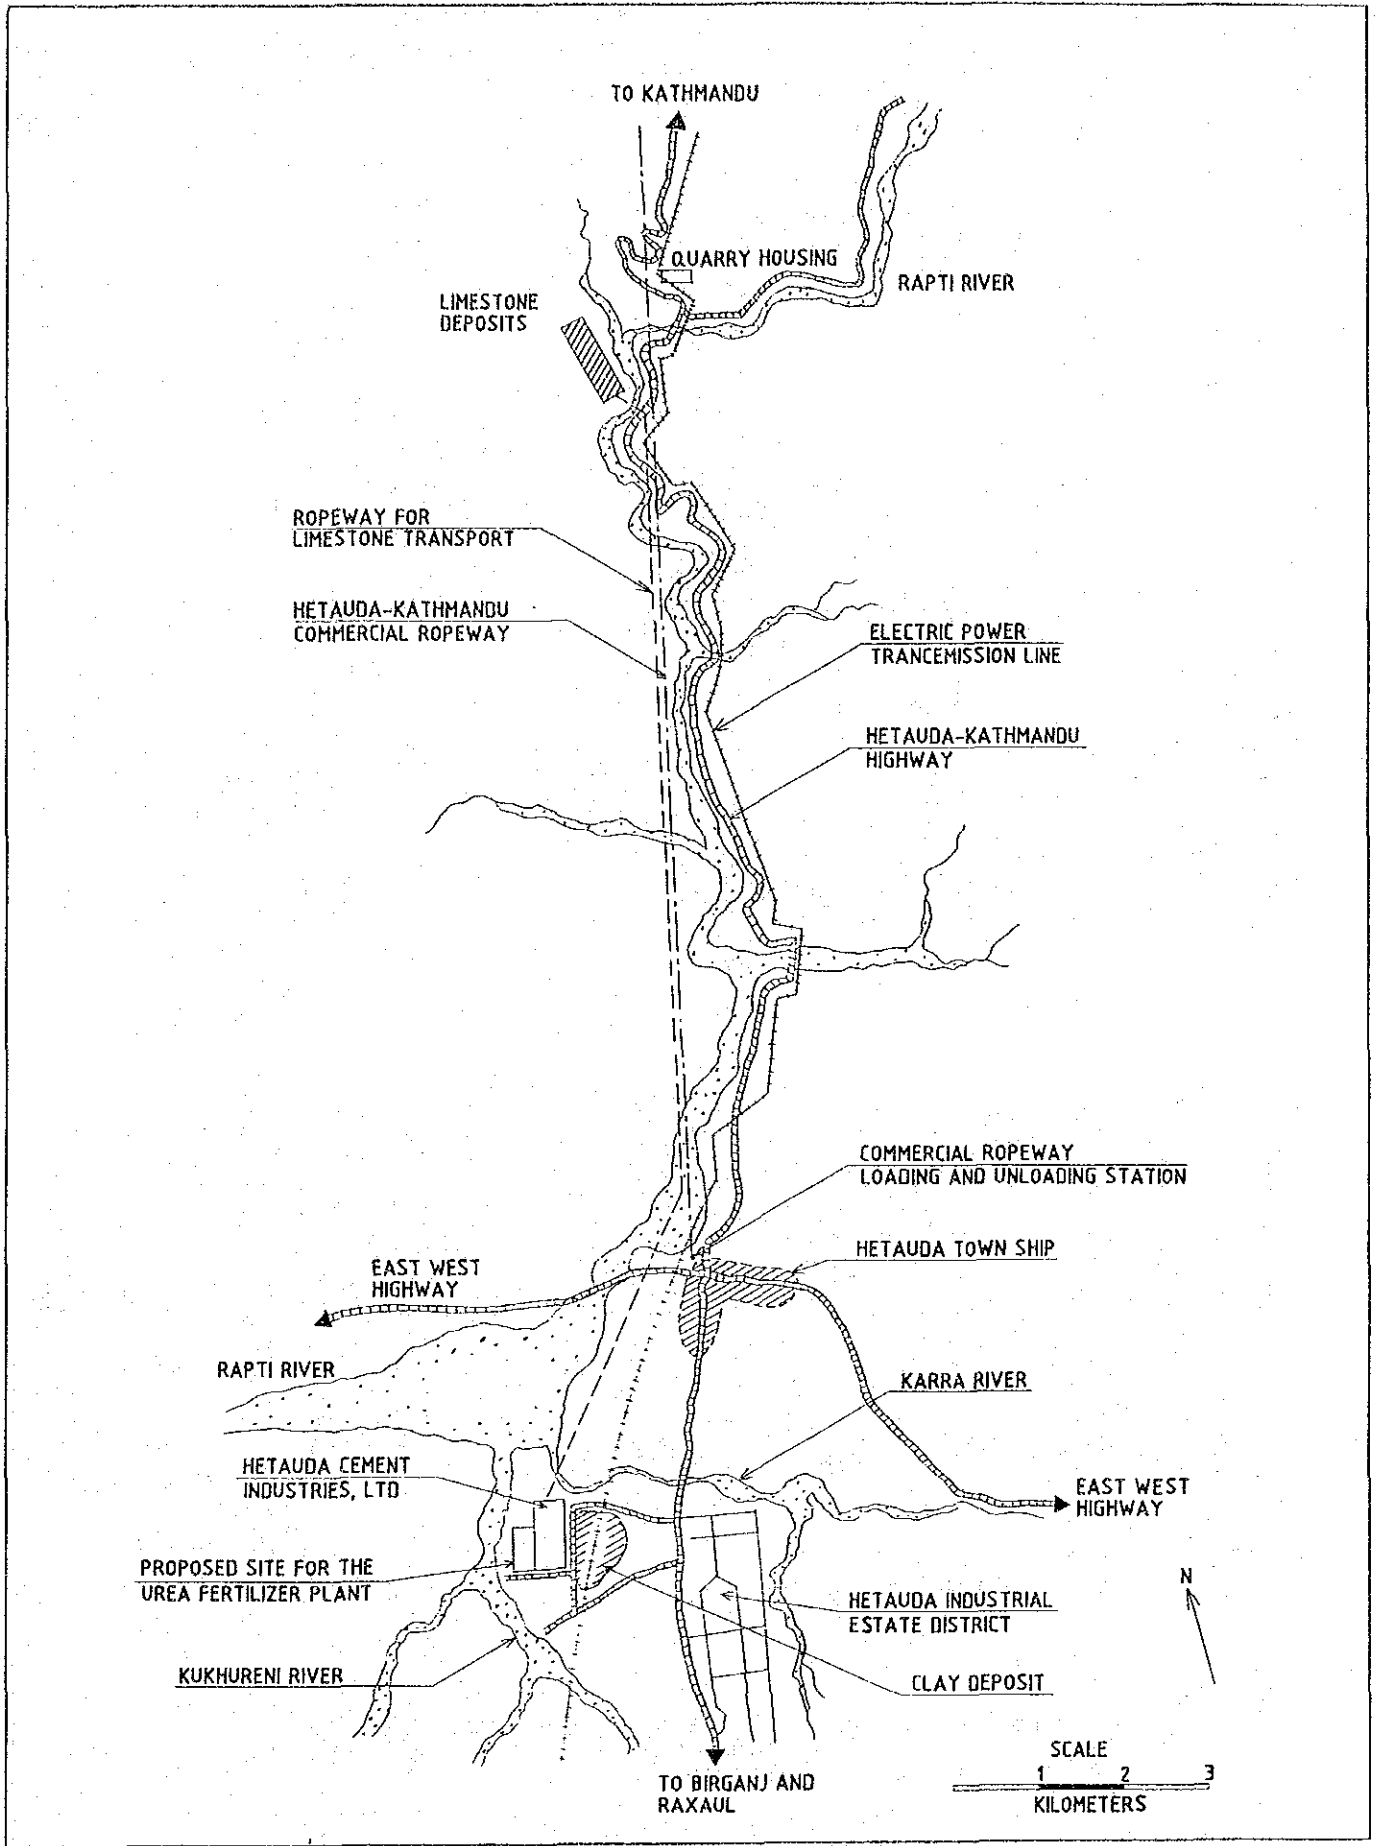 TO KATHMANDU
QUARRY HOUSING
RAPTI RIVER
LIMESTONE
DEPOSITS
ROPEWAY FOR
LIMESTONE TRANSPORT
HETAUDA-KATHMANDU
COMMERCIAL ROPEWAY
ELECTRIC POWER
TRANCEMISSION LINE
HETAUDA-KATHMANDU
HIGHWAY
COMMERCIAL ROPEWAY
LOADING AND UNLOADING STATION
HETAUDA TOWN SHIP
EAST WEST
HIGHWAY
RAPTI RIVER
KARRA RIVER
HETAUDA CEMENT
INDUSTRIES, LTD
EAST WEST
HIGHWAY
PROPOSED SITE FOR THE
UREA FERTILIZER PLANT
HETAUDA INDUSTRIAL
ESTATE DISTRICT
N
KUKHURENI RIVER
CLAY DEPOSIT
TO BIRGANJ AND
RAXAUL
SCALE
1 2 3
KILOMETERS